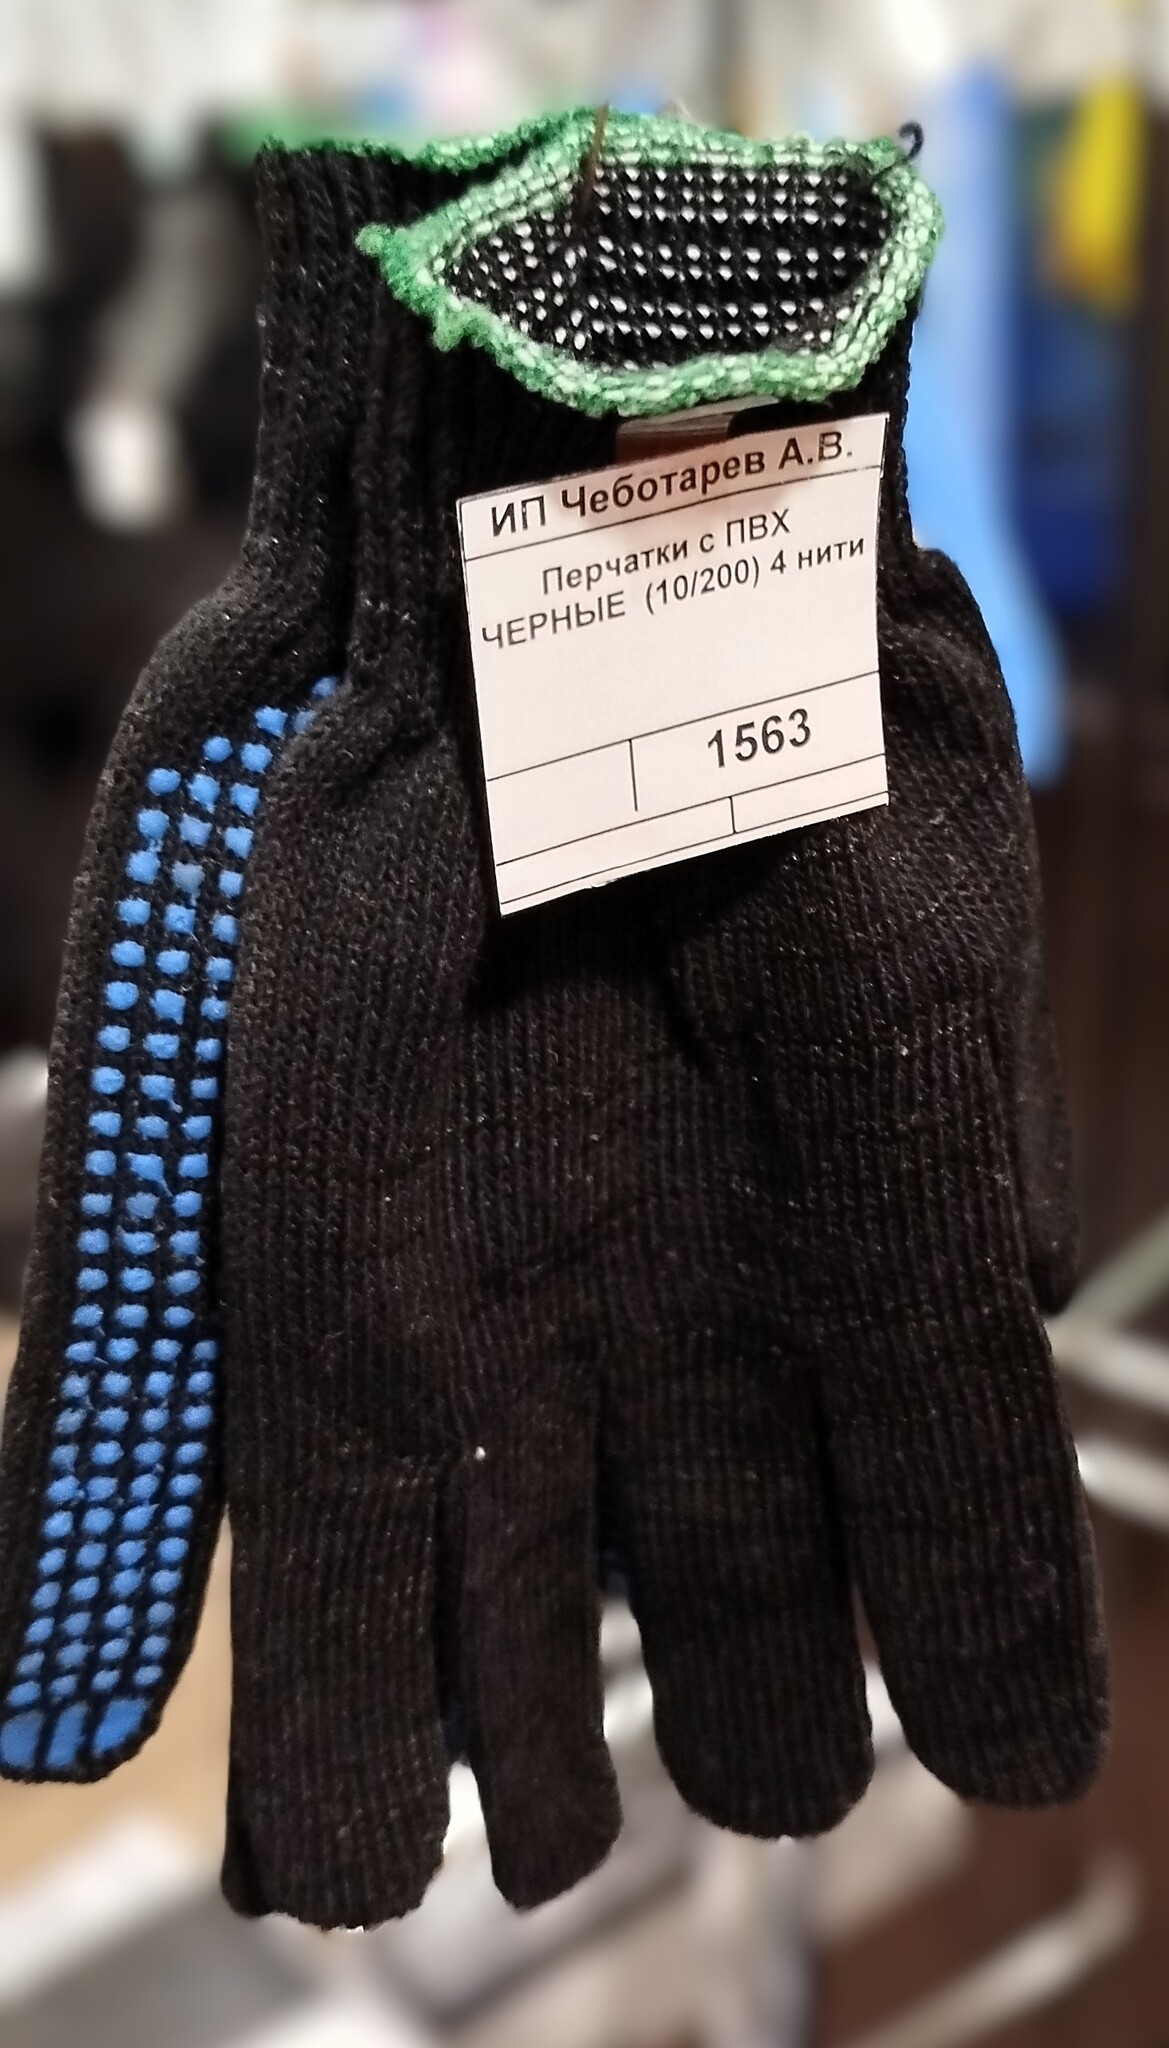 ИП Чеботарев А.В.
Перчатки с ПВХ
ЧЕРНЫЕ (10/200) 4 нити
1563